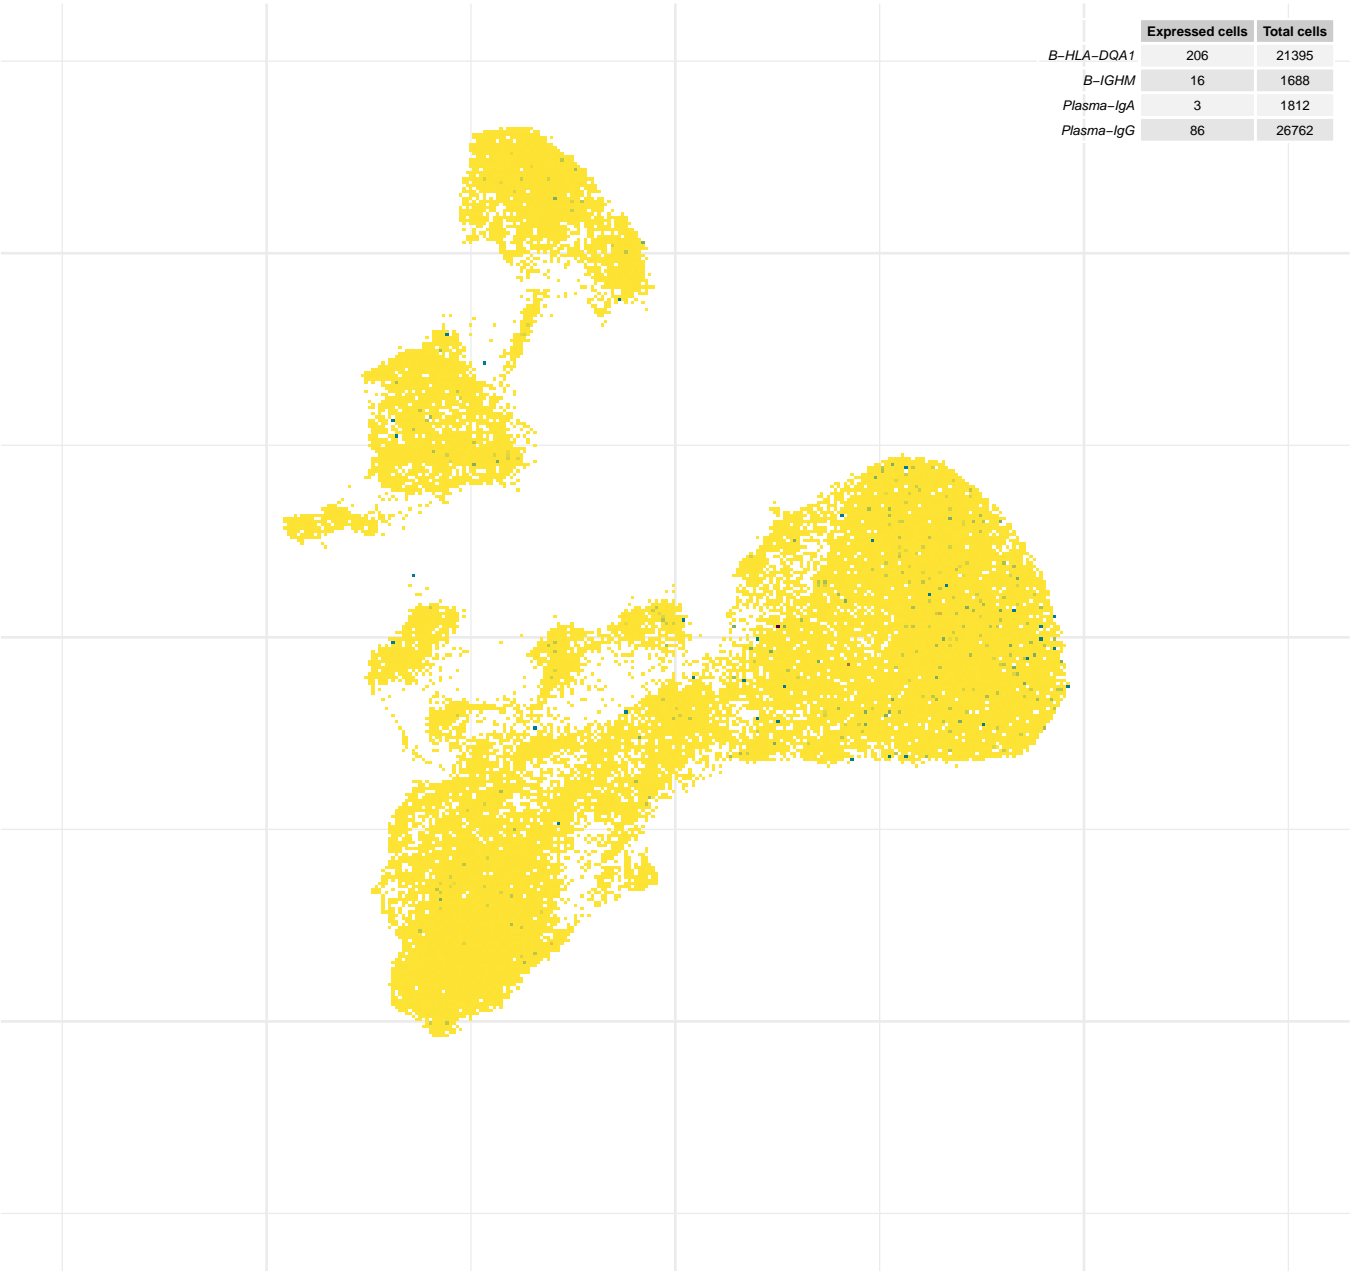 Expressed cells Total cells
B−HLA−DQA1 206 21395
B−IGHM 16 1688
Plasma−IgA 3 1812
Plasma−IgG 86 26762